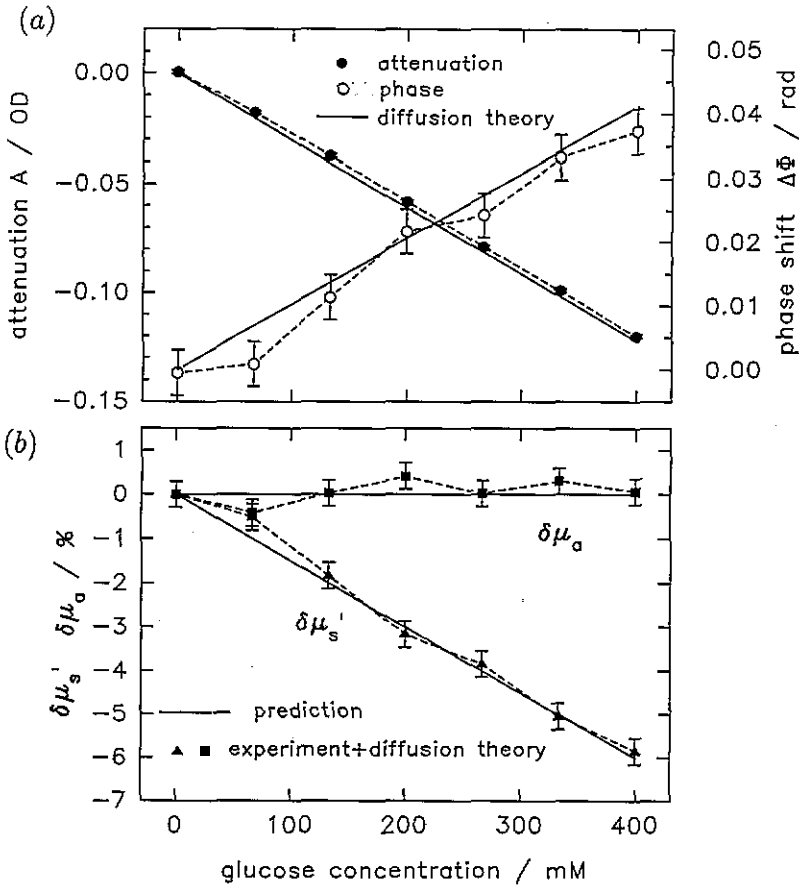 (a)
attenuation A / OD
0.00
−0.05
−0.10
−0.15
● attenuation
○ phase
— diffusion theory
0.05
0.04
0.03
0.02
0.01
0.00
phase shift ΔΦ / rad
(b)
δμs' δμa / %
1
0
−1
−2
−3
−4
−5
−6
−7
δμa
δμs'
— prediction
▲ ■ experiment+diffusion theory
0 100 200 300 400
glucose concentration / mM